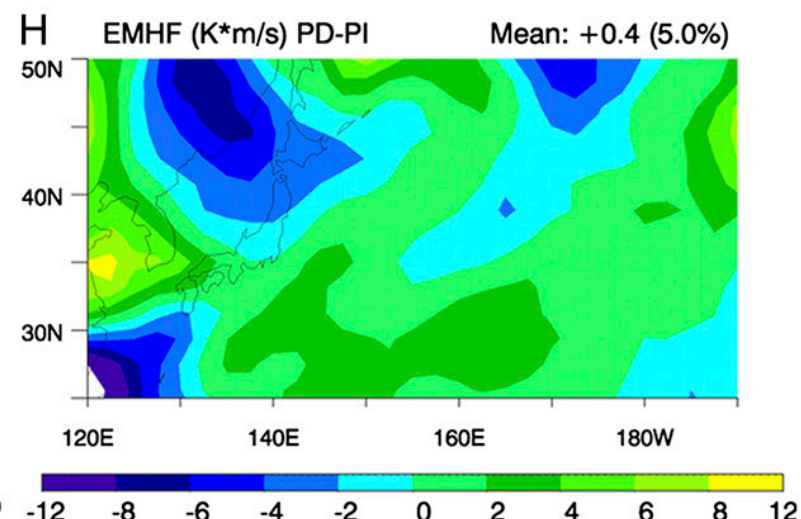 H EMHF (K*m/s) PD-PI Mean: +0.4 (5.0%)
50N
40N
30N
120E 140E 160E 180W
-12 -8 -6 -4 -2 0 2 4 6 8 12